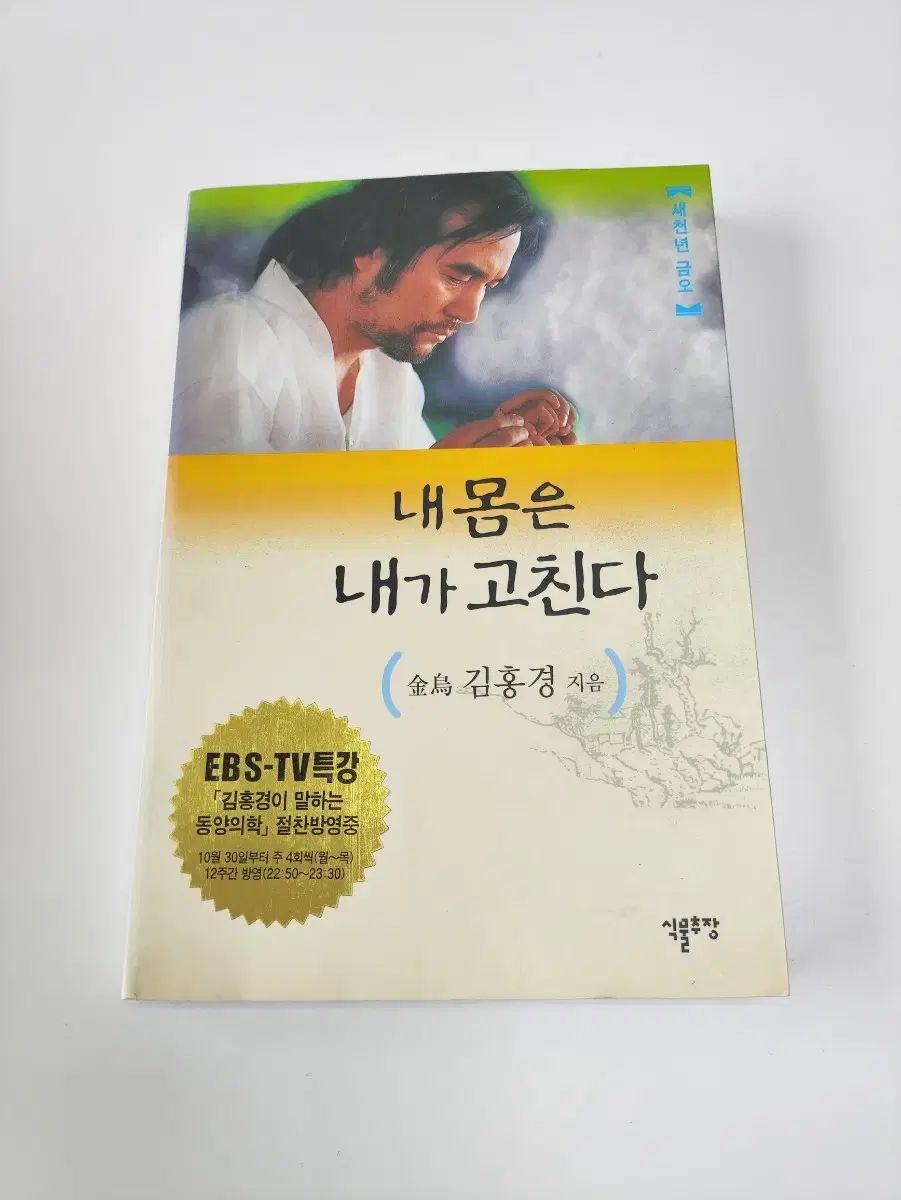 【새천년 금오】
내 몸은
내가 고친다
(金烏 김홍경 지음)
EBS-TV특강
「김홍경이 말하는
동양의학」 절찬방영중
10월 30일부터 주 4회씩(월~목)
12주간 방영(22:50~23:30)
식물추장